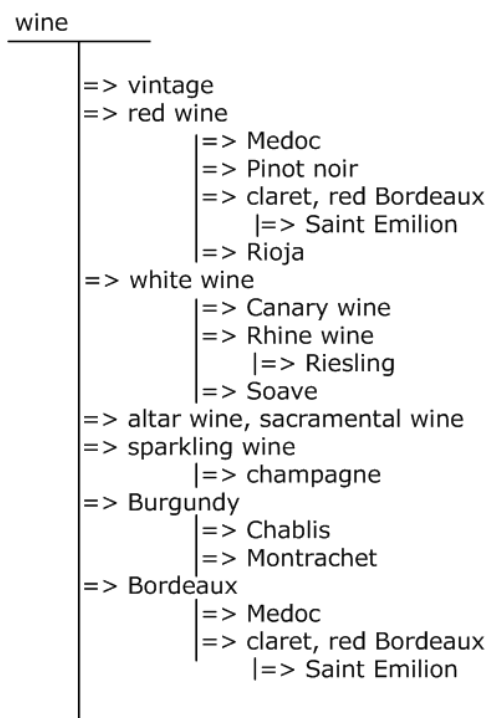 wine
=> vintage
=> red wine
|=> Medoc
=> Pinot noir
=> claret, red Bordeaux
|=> Saint Emilion
=> Rioja
=> white wine
=> Canary wine
=> Rhine wine
|=> Riesling
=> Soave
=> altar wine, sacramental wine
=> sparkling wine
|=> champagne
=> Burgundy
=> Chablis
=> Montrachet
=> Bordeaux
=> Medoc
=> claret, red Bordeaux
|=> Saint Emilion